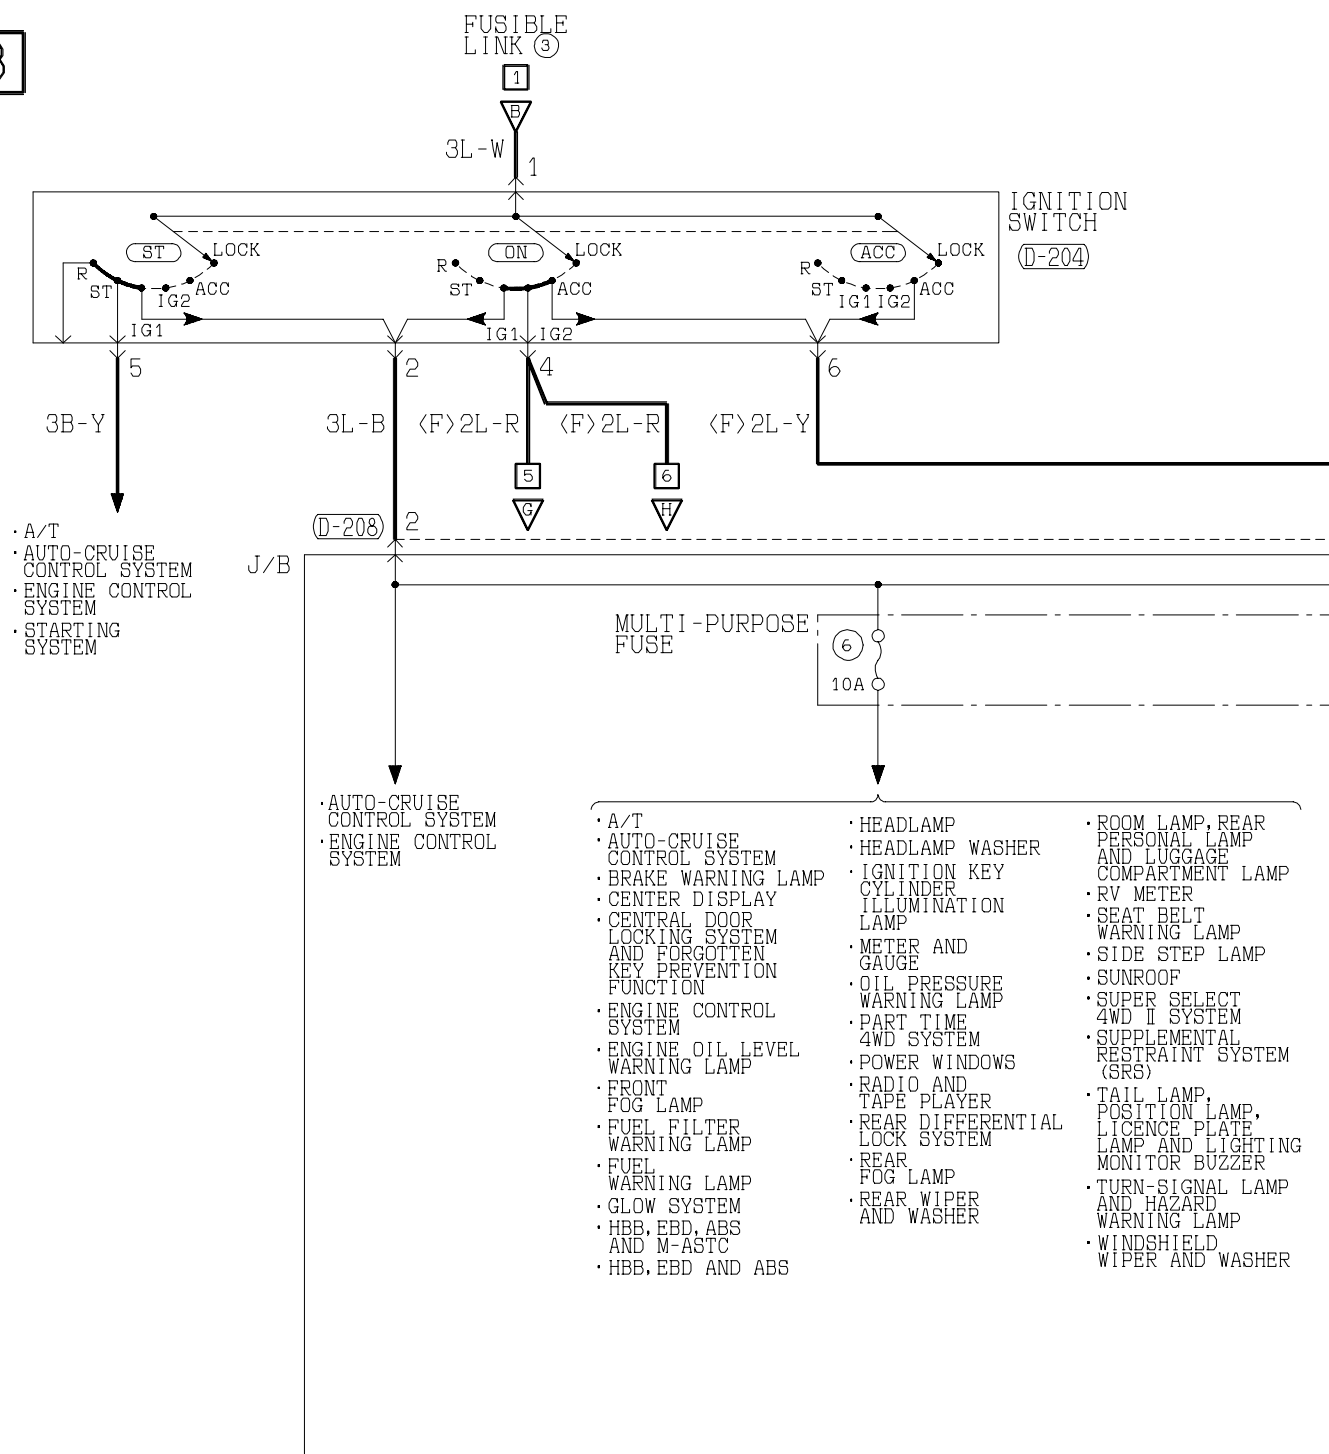 FUSIBLE
LINK 3
1
B
3L-W
1
IGNITION
SWITCH
D-204
ST
LOCK
R
ST
IG1
IG2
ACC
ON
LOCK
R
ST
IG1
IG2
ACC
ACC
LOCK
R
ST
IG1 IG2
ACC
5
2
4
6
3B-Y
3L-B
<F>2L-R
<F>2L-R
<F>2L-Y
5
G
6
H
D-208
2
J/B
· A/T
· AUTO-CRUISE
CONTROL SYSTEM
· ENGINE CONTROL
SYSTEM
· STARTING
SYSTEM
MULTI-PURPOSE
FUSE
6
10A
· AUTO-CRUISE
CONTROL SYSTEM
· ENGINE CONTROL
SYSTEM
· A/T
· AUTO-CRUISE
CONTROL SYSTEM
· BRAKE WARNING LAMP
· CENTER DISPLAY
· CENTRAL DOOR
LOCKING SYSTEM
AND FORGOTTEN
KEY PREVENTION
FUNCTION
· ENGINE CONTROL
SYSTEM
· ENGINE OIL LEVEL
WARNING LAMP
· FRONT
FOG LAMP
· FUEL FILTER
WARNING LAMP
· FUEL
WARNING LAMP
· GLOW SYSTEM
· HBB, EBD, ABS
AND M-ASTC
· HBB, EBD AND ABS
· HEADLAMP
· HEADLAMP WASHER
· IGNITION KEY
CYLINDER
ILLUMINATION
LAMP
· METER AND
GAUGE
· OIL PRESSURE
WARNING LAMP
· PART TIME
4WD SYSTEM
· POWER WINDOWS
· RADIO AND
TAPE PLAYER
· REAR DIFFERENTIAL
LOCK SYSTEM
· REAR
FOG LAMP
· REAR WIPER
AND WASHER
· ROOM LAMP, REAR
PERSONAL LAMP
AND LUGGAGE
COMPARTMENT LAMP
· RV METER
· SEAT BELT
WARNING LAMP
· SIDE STEP LAMP
· SUNROOF
· SUPER SELECT
4WD Ⅱ SYSTEM
· SUPPLEMENTAL
RESTRAINT SYSTEM
(SRS)
· TAIL LAMP,
POSITION LAMP,
LICENCE PLATE
LAMP AND LIGHTING
MONITOR BUZZER
· TURN-SIGNAL LAMP
AND HAZARD
WARNING LAMP
· WINDSHIELD
WIPER AND WASHER